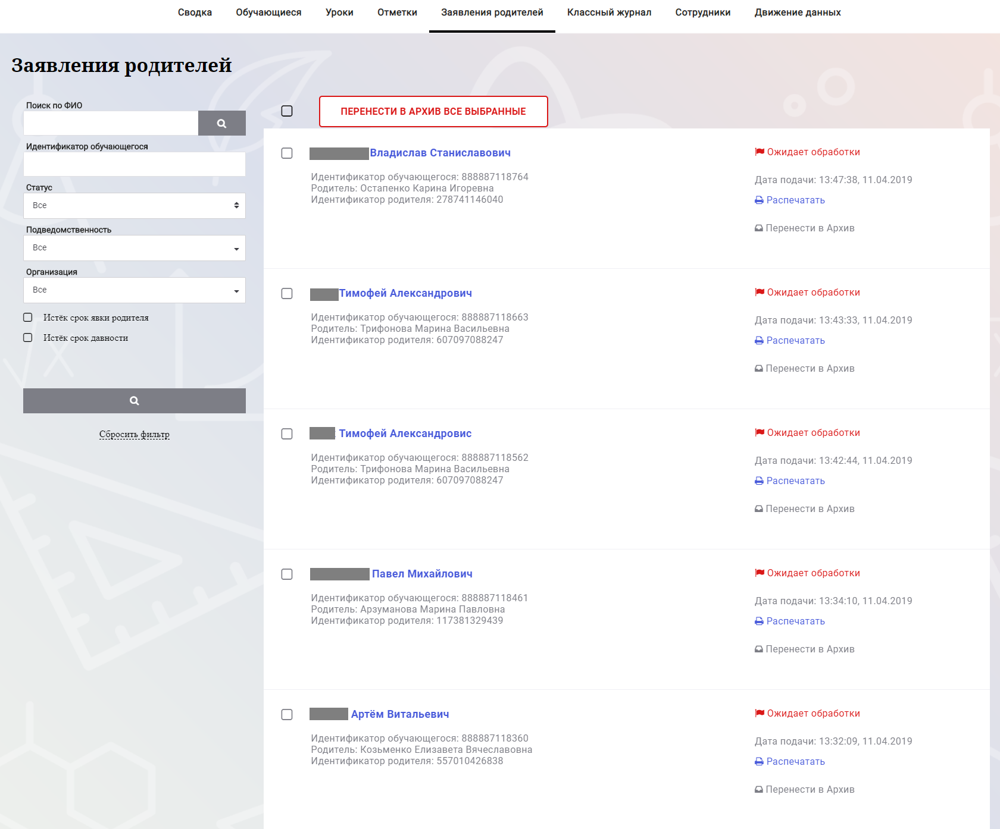 Сводка Обучающиеся Уроки Отметки Заявления родителей Классный журнал Сотрудники Движение данных
Заявления родителей
Поиск по ФИО
Идентификатор обучающегося
Статус
Все
Подведомственность
Все
Организация
Все
Истёк срок явки родителя
Истёк срок давности
Сбросить фильтр
ПЕРЕНЕСТИ В АРХИВ ВСЕ ВЫБРАННЫЕ
Владислав Станиславович
Идентификатор обучающегося: 888887118764
Родитель: Остапенко Карина Игоревна
Идентификатор родителя: 278741146040
Ожидает обработки
Дата подачи: 13:47:38, 11.04.2019
Распечатать
Перенести в Архив
Тимофей Александрович
Идентификатор обучающегося: 888887118663
Родитель: Трифонова Марина Васильевна
Идентификатор родителя: 607097088247
Ожидает обработки
Дата подачи: 13:43:33, 11.04.2019
Распечатать
Перенести в Архив
Тимофей Александровис
Идентификатор обучающегося: 888887118562
Родитель: Трифонова Марина Васильевна
Идентификатор родителя: 607097088247
Ожидает обработки
Дата подачи: 13:42:44, 11.04.2019
Распечатать
Перенести в Архив
Павел Михайлович
Идентификатор обучающегося: 888887118461
Родитель: Арзуманова Марина Павловна
Идентификатор родителя: 117381329439
Ожидает обработки
Дата подачи: 13:34:10, 11.04.2019
Распечатать
Перенести в Архив
Артём Витальевич
Идентификатор обучающегося: 888887118360
Родитель: Козьменко Елизавета Вячеславовна
Идентификатор родителя: 557010426838
Ожидает обработки
Дата подачи: 13:32:09, 11.04.2019
Распечатать
Перенести в Архив